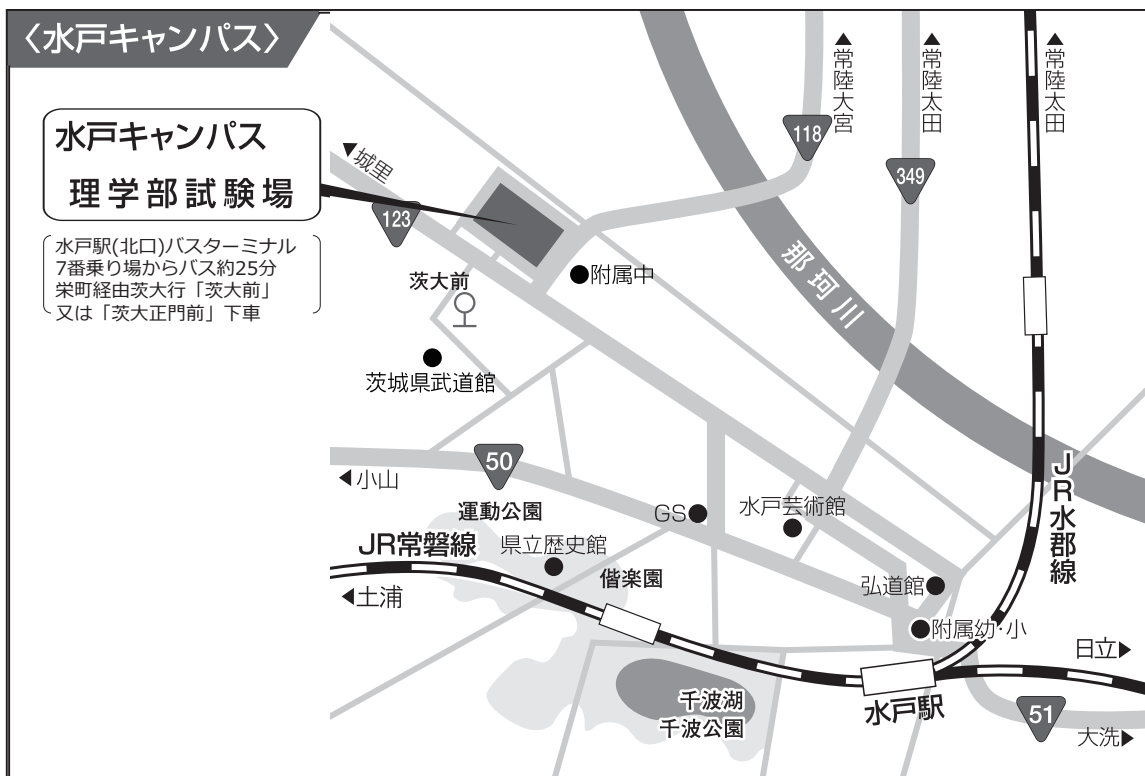 〈水戸キャンパス〉
水戸キャンパス
理学部試験場
水戸駅(北口)バスターミナル
7番乗り場からバス約25分
栄町経由茨大行「茨大前」
又は「茨大正門前」下車
▲常陸大宮
▲常陸太田
▲常陸太田
118
349
◀城里
123
茨大前
附属中
那珂川
茨城県武道館
50
◀小山
運動公園
GS
水戸芸術館
JR水郡線
JR常磐線
県立歴史館
偕楽園
◀土浦
弘道館
附属幼・小
日立▶
千波湖
千波公園
水戸駅
51
大洗▶